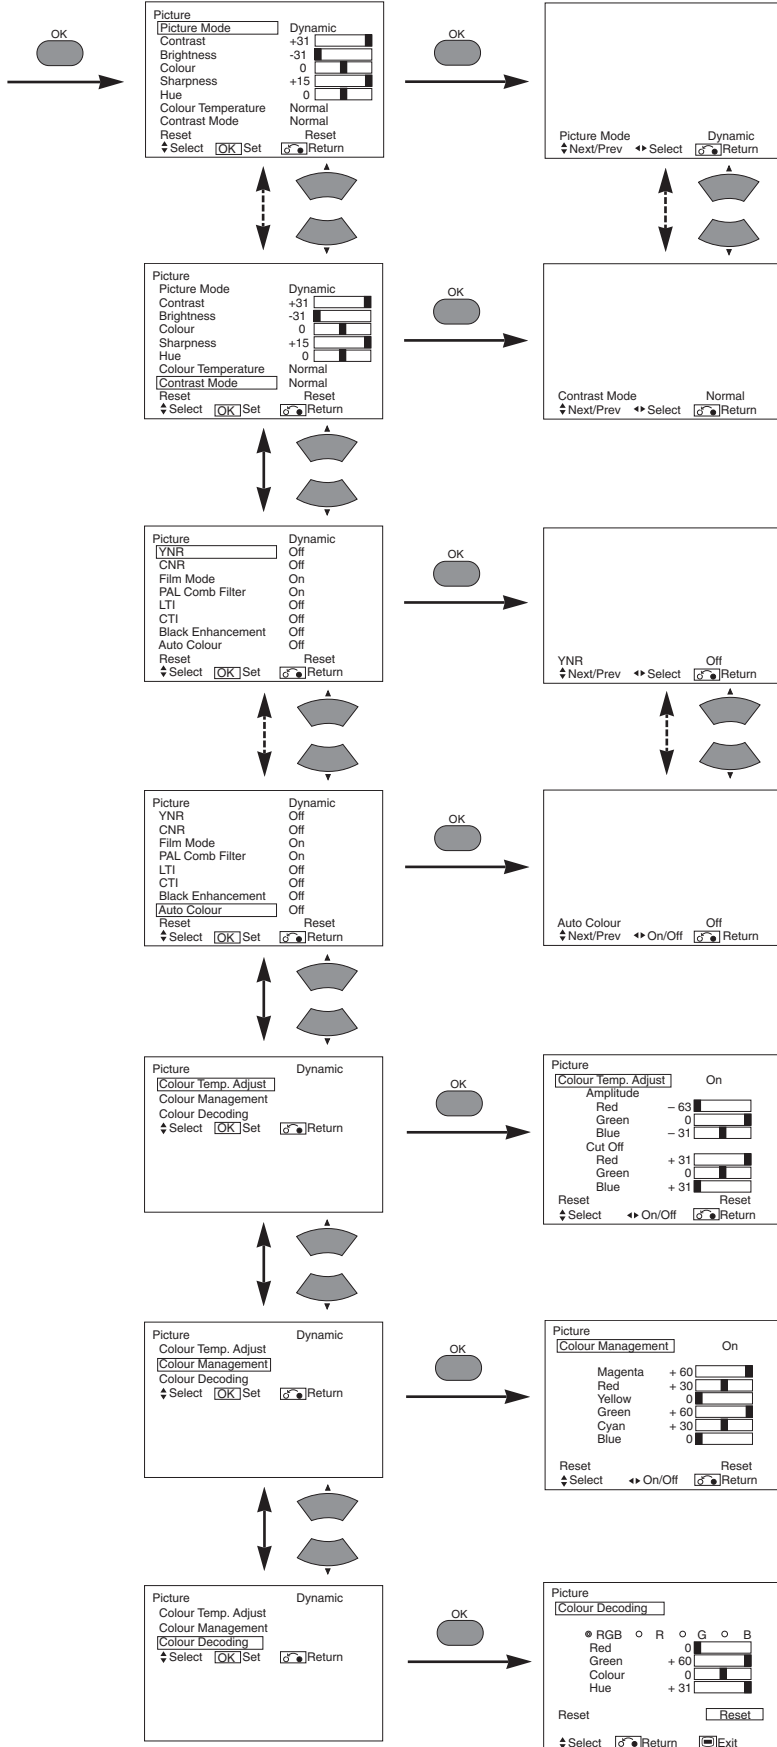 OK
Picture
Picture Mode Dynamic
Contrast +31
Brightness -31
Colour 0
Sharpness +15
Hue 0
Colour Temperature Normal
Contrast Mode Normal
Reset Reset
Select OK Set Return
OK
Picture Mode Dynamic
Next/Prev Select Return
Picture
Picture Mode Dynamic
Contrast +31
Brightness -31
Colour 0
Sharpness +15
Hue 0
Colour Temperature Normal
Contrast Mode Normal
Reset Reset
Select OK Set Return
OK
Contrast Mode Normal
Next/Prev Select Return
Picture Dynamic
YNR Off
CNR Off
Film Mode On
PAL Comb Filter On
LTI Off
CTI Off
Black Enhancement Off
Auto Colour Off
Reset Reset
Select OK Set Return
OK
YNR Off
Next/Prev Select Return
Picture Dynamic
YNR Off
CNR Off
Film Mode On
PAL Comb Filter On
LTI Off
CTI Off
Black Enhancement Off
Auto Colour Off
Reset Reset
Select OK Set Return
OK
Auto Colour Off
Next/Prev On/Off Return
Picture Dynamic
Colour Temp. Adjust
Colour Management
Colour Decoding
Select OK Set Return
OK
Picture
Colour Temp. Adjust On
Amplitude
Red – 63
Green 0
Blue – 31
Cut Off
Red + 31
Green 0
Blue + 31
Reset Reset
Select On/Off Return
Picture Dynamic
Colour Temp. Adjust
Colour Management
Colour Decoding
Select OK Set Return
OK
Picture
Colour Management On
Magenta + 60
Red + 30
Yellow 0
Green + 60
Cyan + 30
Blue 0
Reset Reset
Select On/Off Return
Picture Dynamic
Colour Temp. Adjust
Colour Management
Colour Decoding
Select OK Set Return
OK
Picture
Colour Decoding
RGB R G B
Red 0
Green + 60
Colour 0
Hue + 31
Reset Reset
Select Return Exit